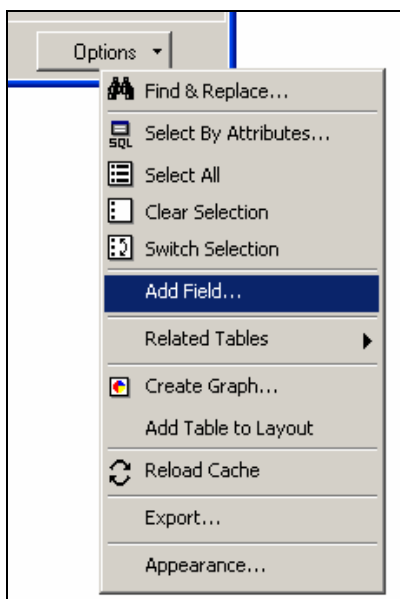 Options
Find & Replace...
SQL
Select By Attributes...
Select All
Clear Selection
Switch Selection
Add Field...
Related Tables
Create Graph...
Add Table to Layout
Reload Cache
Export...
Appearance...